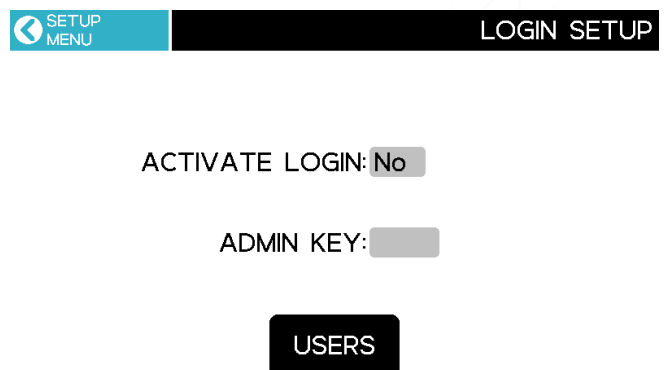 SETUP
MENU
LOGIN SETUP
ACTIVATE LOGIN: No
ADMIN KEY:
USERS